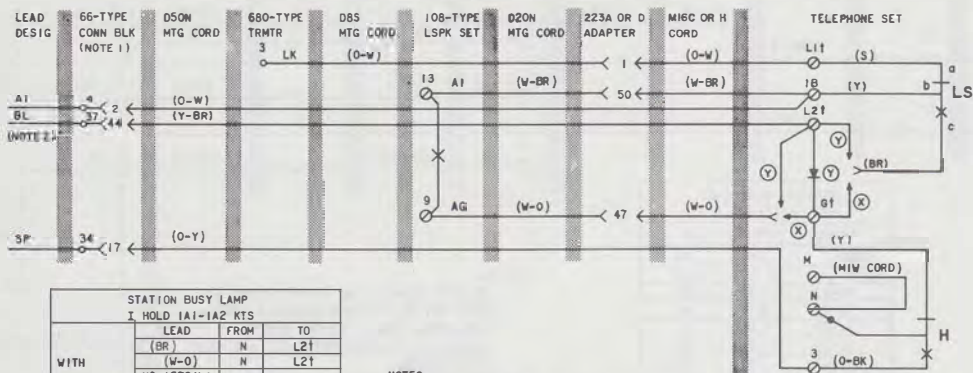 LEAD DESIG
66-TYPE CONN BLK (NOTE 1)
D50N MTG CORD
680-TYPE TRMTR
D85 MTG CORD
108-TYPE LSPK SET
D20N MTG CORD
223A OR D ADAPTER
M16C OR H CORD
TELEPHONE SET
3 LK (O-W) 1 (O-W) L1† (S) a
13 A1 (W-BR) 50 (W-BR) 18 (Y) b LS
A1 4 2 (O-W)
BL 37 44 (Y-BR) L2† c
(NOTE 2)
Y Y Y (BR)
9 AG (W-O) 47 (W-O) G† X X
SP 34 17 (O-Y) (Y)
M (M1W CORD)
N H
3 (O-BK)
STATION BUSY LAMP
I HOLD 1A1-1A2 KTS
LEAD FROM TO
(BR) N L2†
WITH (W-O) N L2†